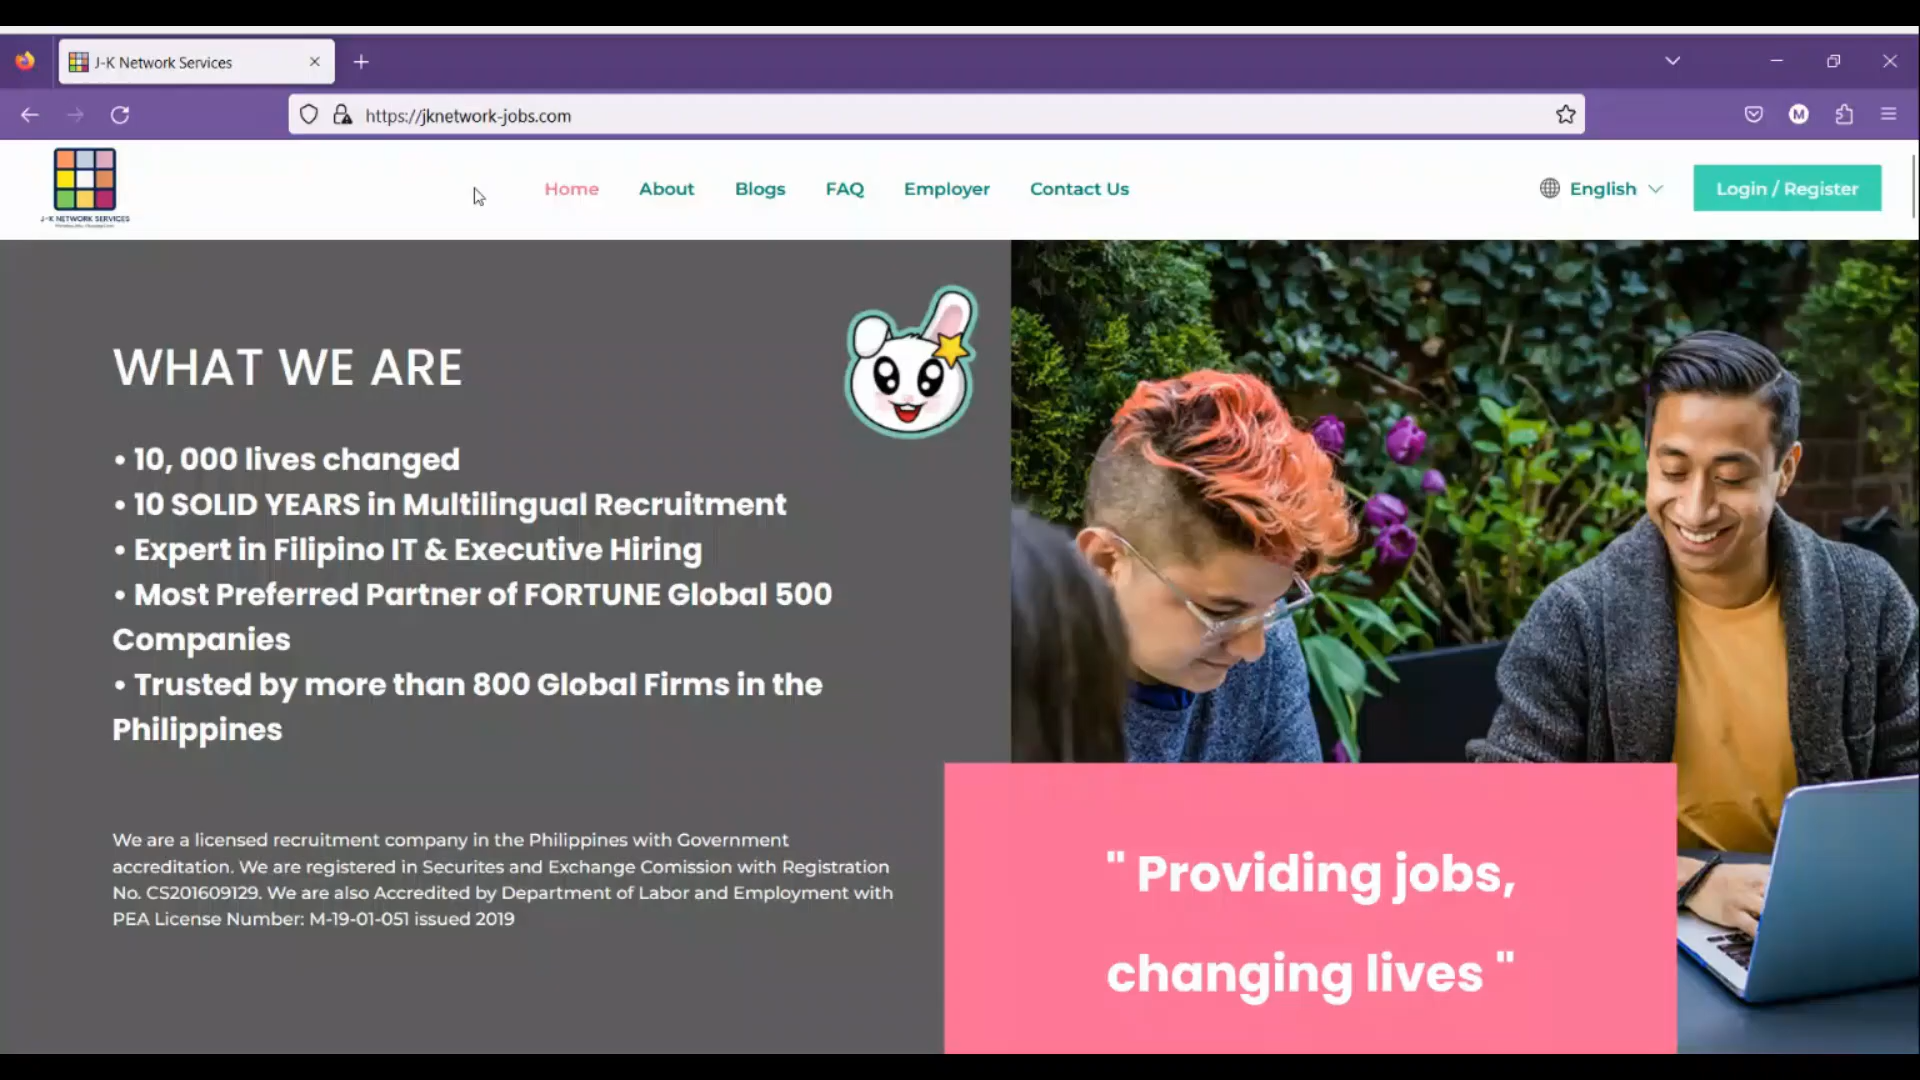 J-K Network Services
https://jknetwork-jobs.com
M
J-K NETWORK SERVICES
Home
About
Blogs
FAQ
Employer
Contact Us
English
Login / Register
WHAT WE ARE
• 10, 000 lives changed
• 10 SOLID YEARS in Multilingual Recruitment
• Expert in Filipino IT & Executive Hiring
• Most Preferred Partner of FORTUNE Global 500
Companies
• Trusted by more than 800 Global Firms in the
Philippines
We are a licensed recruitment company in the Philippines with Government
accreditation. We are registered in Securites and Exchange Comission with Registration
No. CS201609129. We are also Accredited by Department of Labor and Employment with
PEA License Number: M-19-01-051 issued 2019
" Providing jobs,
changing lives "